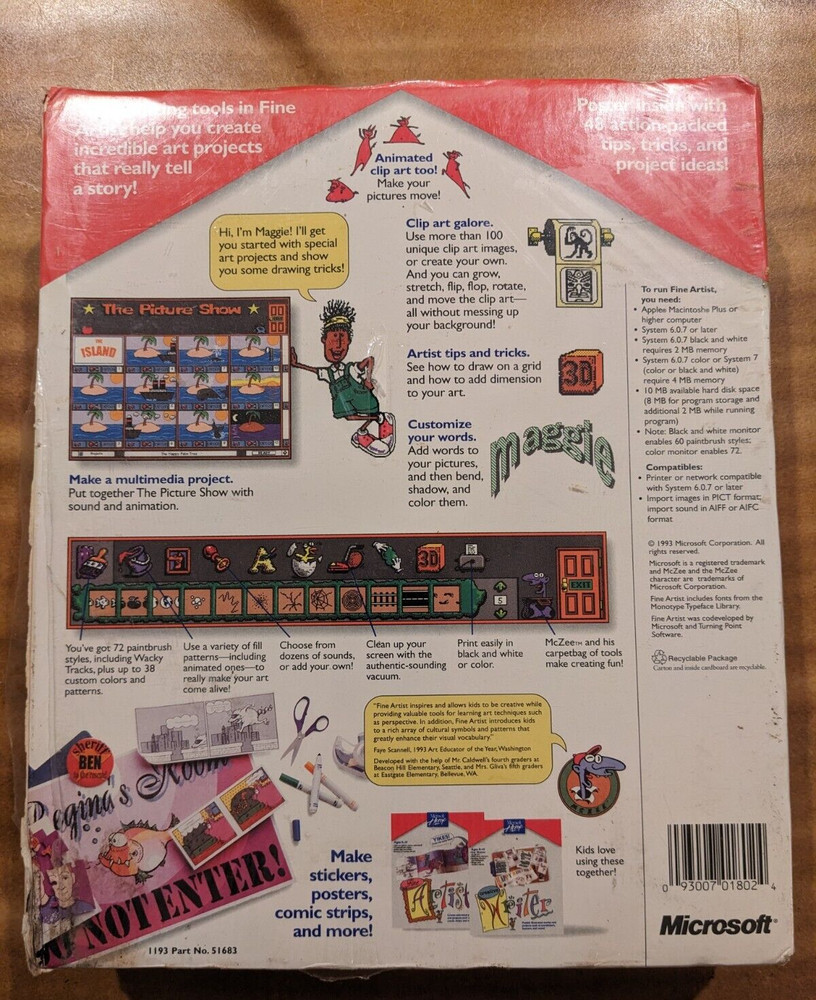 ng tools in Fine
help you create
incredible art projects
that really tell
a story!
Poster inside with
48 action-packed
tips, tricks, and
project ideas!
Animated
clip art too!
Make your
pictures move!
Hi, I'm Maggie! I'll get
you started with special
art projects and show
you some drawing tricks!
Clip art galore.
Use more than 100
unique clip art images,
or create your own.
And you can grow,
stretch, flip, flop, rotate,
and move the clip art—
all without messing up
your background!
The Picture Show
THE
ISLAND
Make a multimedia project.
Put together The Picture Show with
sound and animation.
Artist tips and tricks.
See how to draw on a grid
and how to add dimension
to your art.
3D
Customize
your words.
Add words to
your pictures,
and then bend,
shadow, and
color them.
maggie
To run Fine Artist,
you need:
• Apple® Macintosh® Plus or
higher computer
• System 6.0.7 or later
• System 6.0.7 black and white
requires 2 MB memory
• System 6.0.7 color or System 7
(color or black and white)
require 4 MB memory
• 10 MB available hard disk space
(8 MB for program storage and
additional 2 MB while running
program)
• Note: Black and white monitor
enables 60 paintbrush styles;
color monitor enables 72.
Compatibles:
• Printer or network compatible
with System 6.0.7 or later
• Import images in PICT format;
import sound in AIFF or AIFC
format
© 1993 Microsoft Corporation. All
rights reserved.
Microsoft is a registered trademark
and McZee and the McZee
character are trademarks of
Microsoft Corporation.
Fine Artist includes fonts from the
Monotype Typeface Library.
Fine Artist was codeveloped by
Microsoft and Turning Point
Software.
Recyclable Package
Carton and inside cardboard are recyclable.
A
3D
5
EXIT
You've got 72 paintbrush
styles, including Wacky
Tracks, plus up to 38
custom colors and
patterns.
Use a variety of fill
patterns—including
animated ones—to
really make your art
come alive!
Choose from
dozens of sounds,
or add your own!
Clean up your
screen with the
authentic-sounding
vacuum.
Print easily in
black and white
or color.
McZee™ and his
carpetbag of tools
make creating fun!
"Fine Artist inspires and allows kids to be creative while
providing valuable tools for learning art techniques such
as perspective. In addition, Fine Artist introduces kids
to a rich array of cultural symbols and patterns that
greatly enhance their visual vocabulary."
Faye Scannell, 1993 Art Educator of the Year, Washington
Developed with the help of Mr. Caldwell's fourth graders at
Beacon Hill Elementary, Seattle, and Mrs. Gliva's fifth graders
at Eastgate Elementary, Bellevue, WA.
MCZEE
Sheriff
BEN
Regina's Room
NOT ENTER!
Make
stickers,
posters,
comic strips,
and more!
Artist
Writer
Kids love
using these
together!
0 93007 01802 4
Microsoft®
1193 Part No. 51683